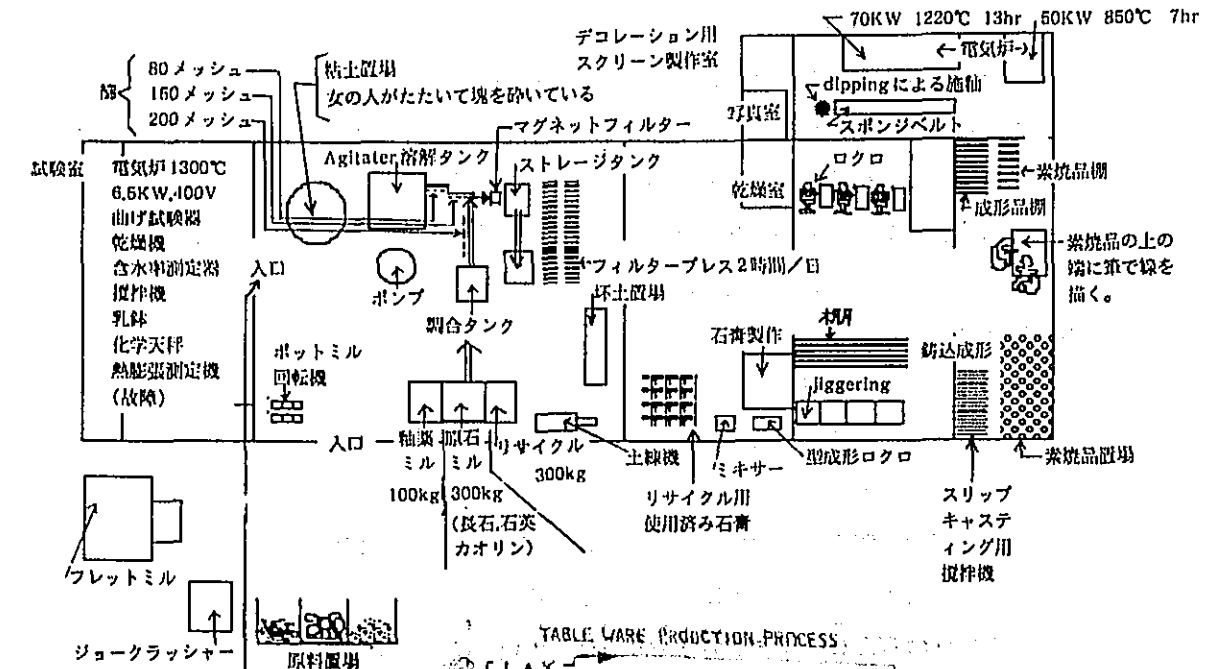 70KW 1220℃ 13hr
50KW 850℃ 7hr
デコレーション用
スクリーン製作室
←電気炉→
80メッシュ
160メッシュ
200メッシュ
粘土置場
女の人がたたいて塊を砕いている
dippingによる施釉
写真室
スポンジベルト
マグネットフィルター
試験室
電気炉1300℃
6.5KW,400V
曲げ試験器
乾燥機
含水率測定器
撹拌機
乳鉢
化学天秤
熱膨張測定機
(故障)
Agitater溶解タンク
ストレージタンク
ロクロ
乾燥室
素焼品棚
成形品棚
入口
ポンプ
フィルタープレス2時間/日
坏土置場
素焼品の上の
端に筆で線を
描く。
調合タンク
石膏製作
棚
鋳込成形
ポットミル
回転機
jiggering
入口
釉薬
ミル
100kg
原石
ミル
300kg
(長石,石英
カオリン)
リサイクル
300kg
土練機
ミキサー
型成形ロクロ
素焼品置場
リサイクル用
使用済み石膏
スリップ
キャステ
ィング用
撹拌機
フレットミル
ジョークラッシャー
原料置場
TABLE WARE PRODUCTION PROCESS
CLAY